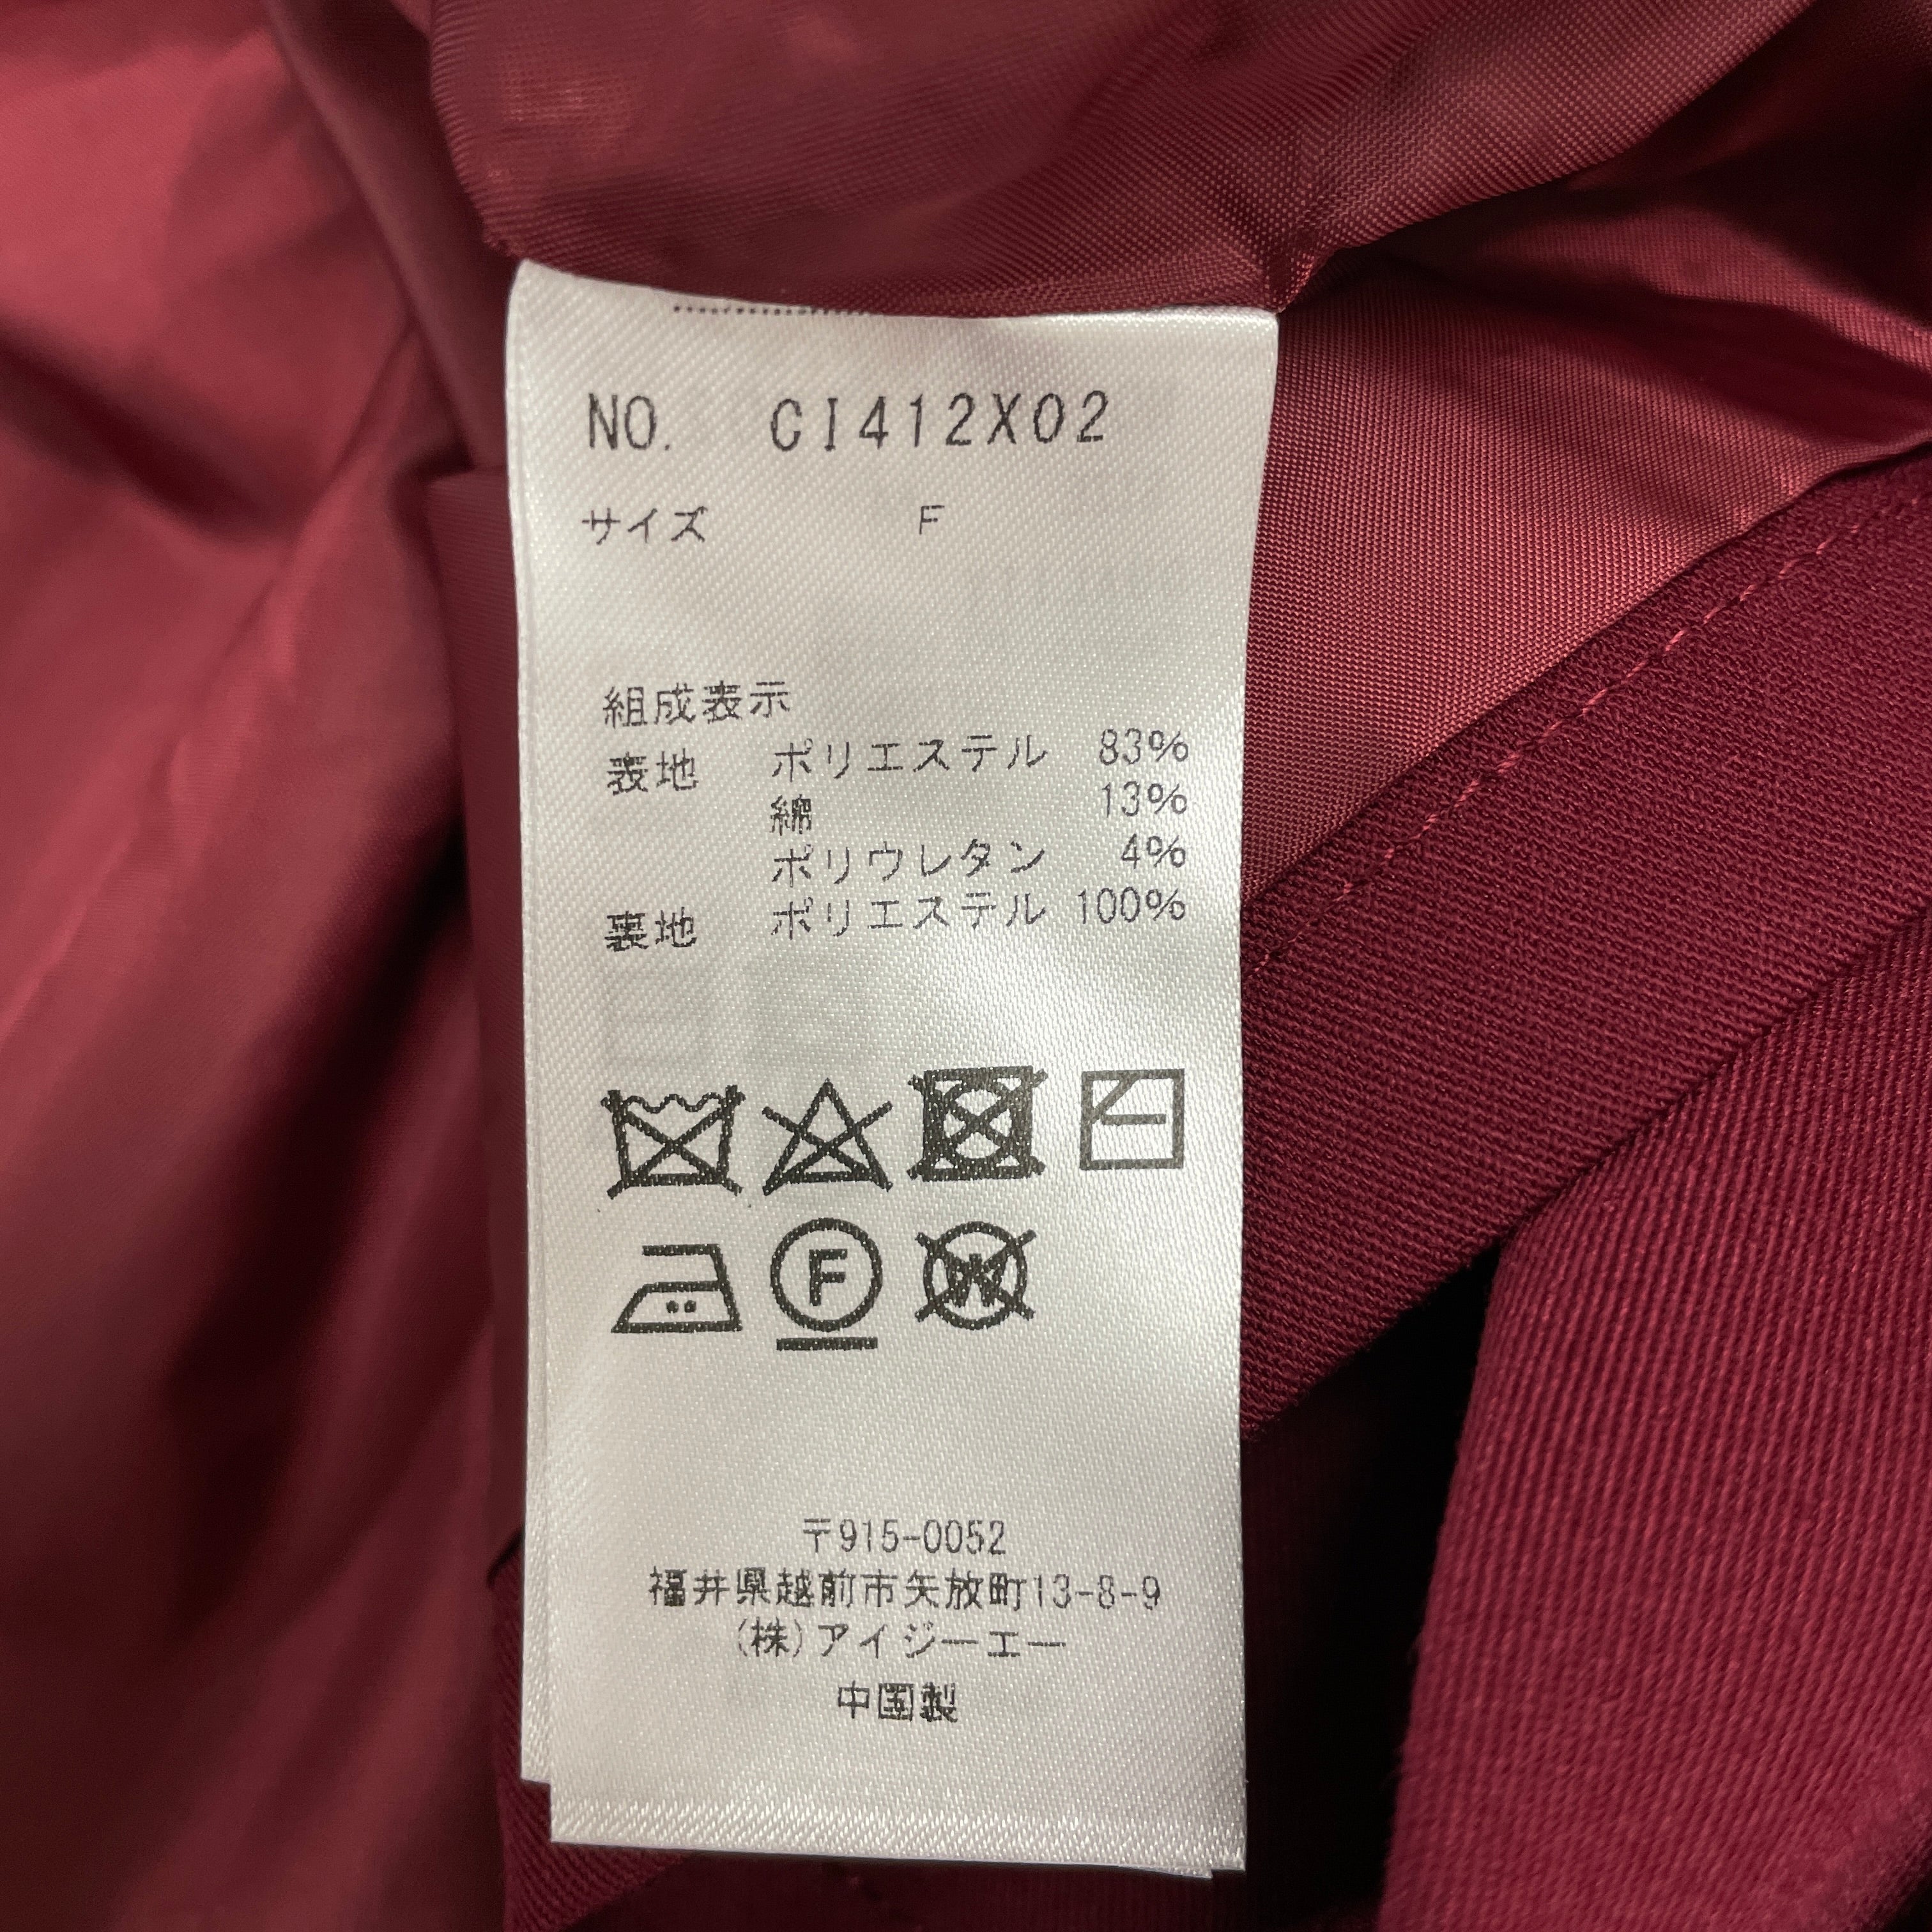 NO. CI412X02
サイズ F
組成表示
表地 ポリエステル 83%
綿 13%
ポリウレタン 4%
裏地 ポリエステル 100%
F
W
〒915-0052
福井県越前市矢放町13-8-9
(株)アイジーエー
中国製